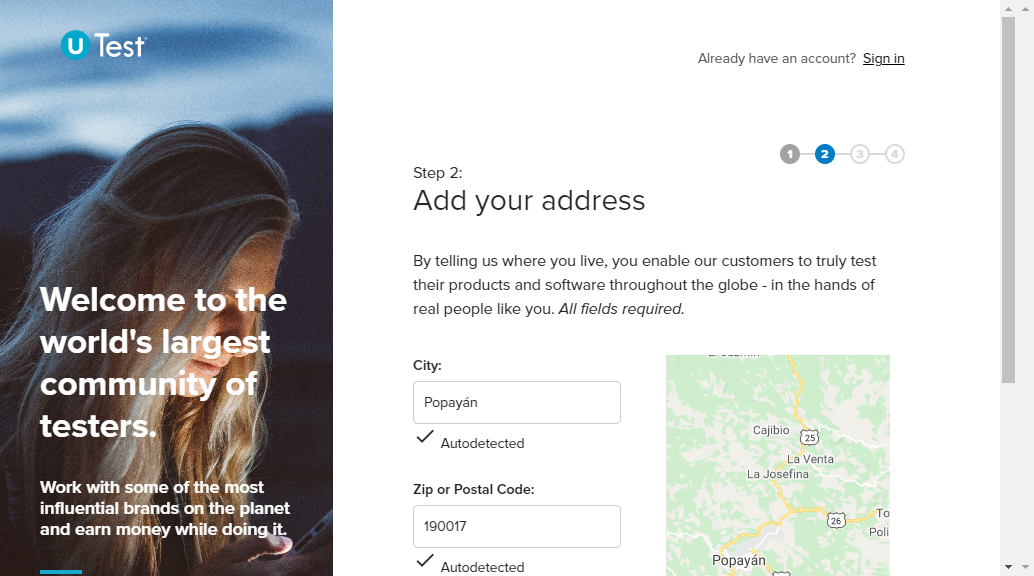 U Test
Already have an account? Sign in
1 2 3 4
Step 2:
Add your address
By telling us where you live, you enable our customers to truly test
their products and software throughout the globe - in the hands of
real people like you. All fields required.
Welcome to the
world's largest
community of
testers.
Work with some of the most
influential brands on the planet
and earn money while doing it.
City:
Popayán
Autodetected
Zip or Postal Code:
190017
Autodetected
Cajibio
25
La Venta
La Josefina
26
To
Poli
Popayán